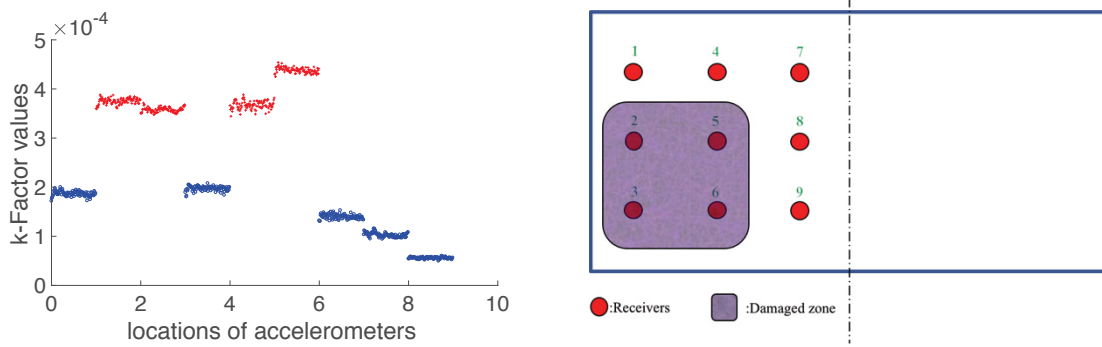 ×10⁻⁴
5
4
3
2
1
0
k-Factor values
0 2 4 6 8 10
locations of accelerometers
1 4 7
2 5 8
3 6 9
:Receivers :Damaged zone